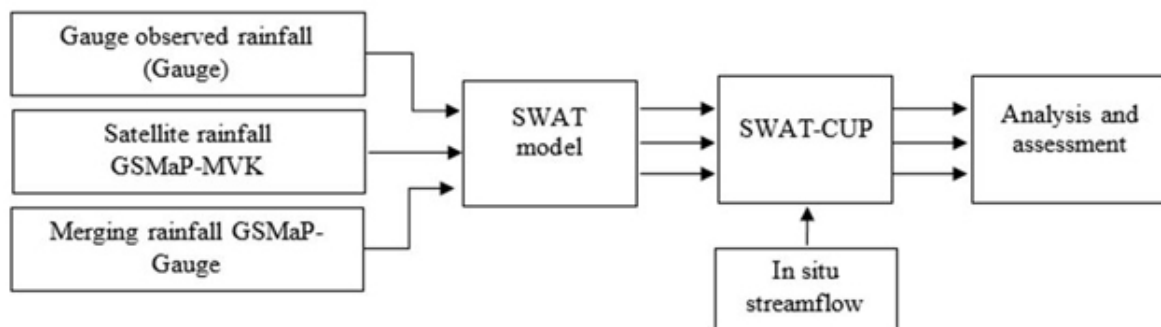 Gauge observed rainfall
(Gauge)
Satellite rainfall
GSMaP-MVK
Merging rainfall GSMaP-
Gauge
SWAT
model
SWAT-CUP
In situ
streamflow
Analysis and
assessment